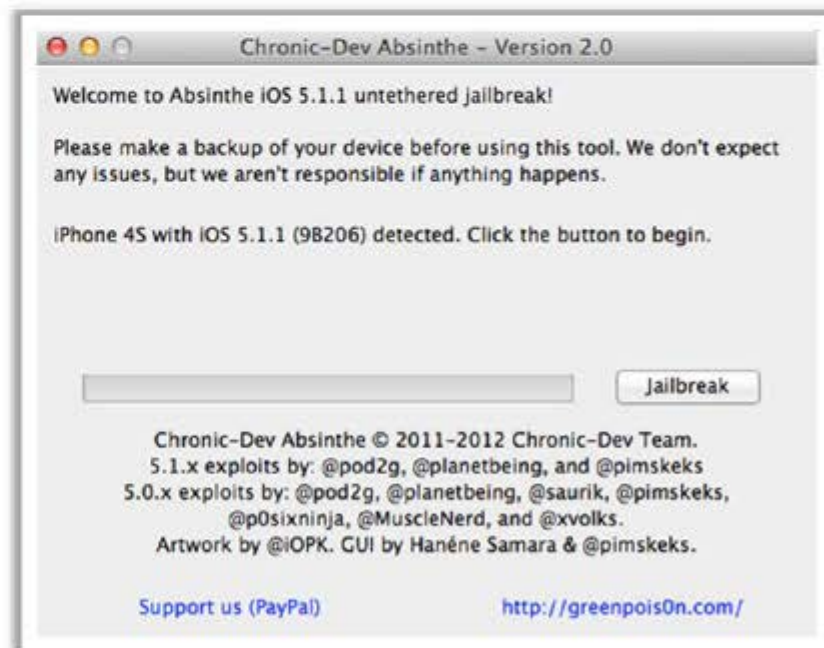 Chronic-Dev Absinthe - Version 2.0
Welcome to Absinthe iOS 5.1.1 untethered jailbreak!
Please make a backup of your device before using this tool. We don't expect
any issues, but we aren't responsible if anything happens.
iPhone 4S with iOS 5.1.1 (9B206) detected. Click the button to begin.
Jailbreak
Chronic-Dev Absinthe © 2011-2012 Chronic-Dev Team.
5.1.x exploits by: @pod2g, @planetbeing, and @pimskeks
5.0.x exploits by: @pod2g, @planetbeing, @saurik, @pimskeks,
@p0sixninja, @MuscleNerd, and @xvolks.
Artwork by @iOPK. GUI by Hanéne Samara & @pimskeks.
Support us (PayPal) http://greenpois0n.com/